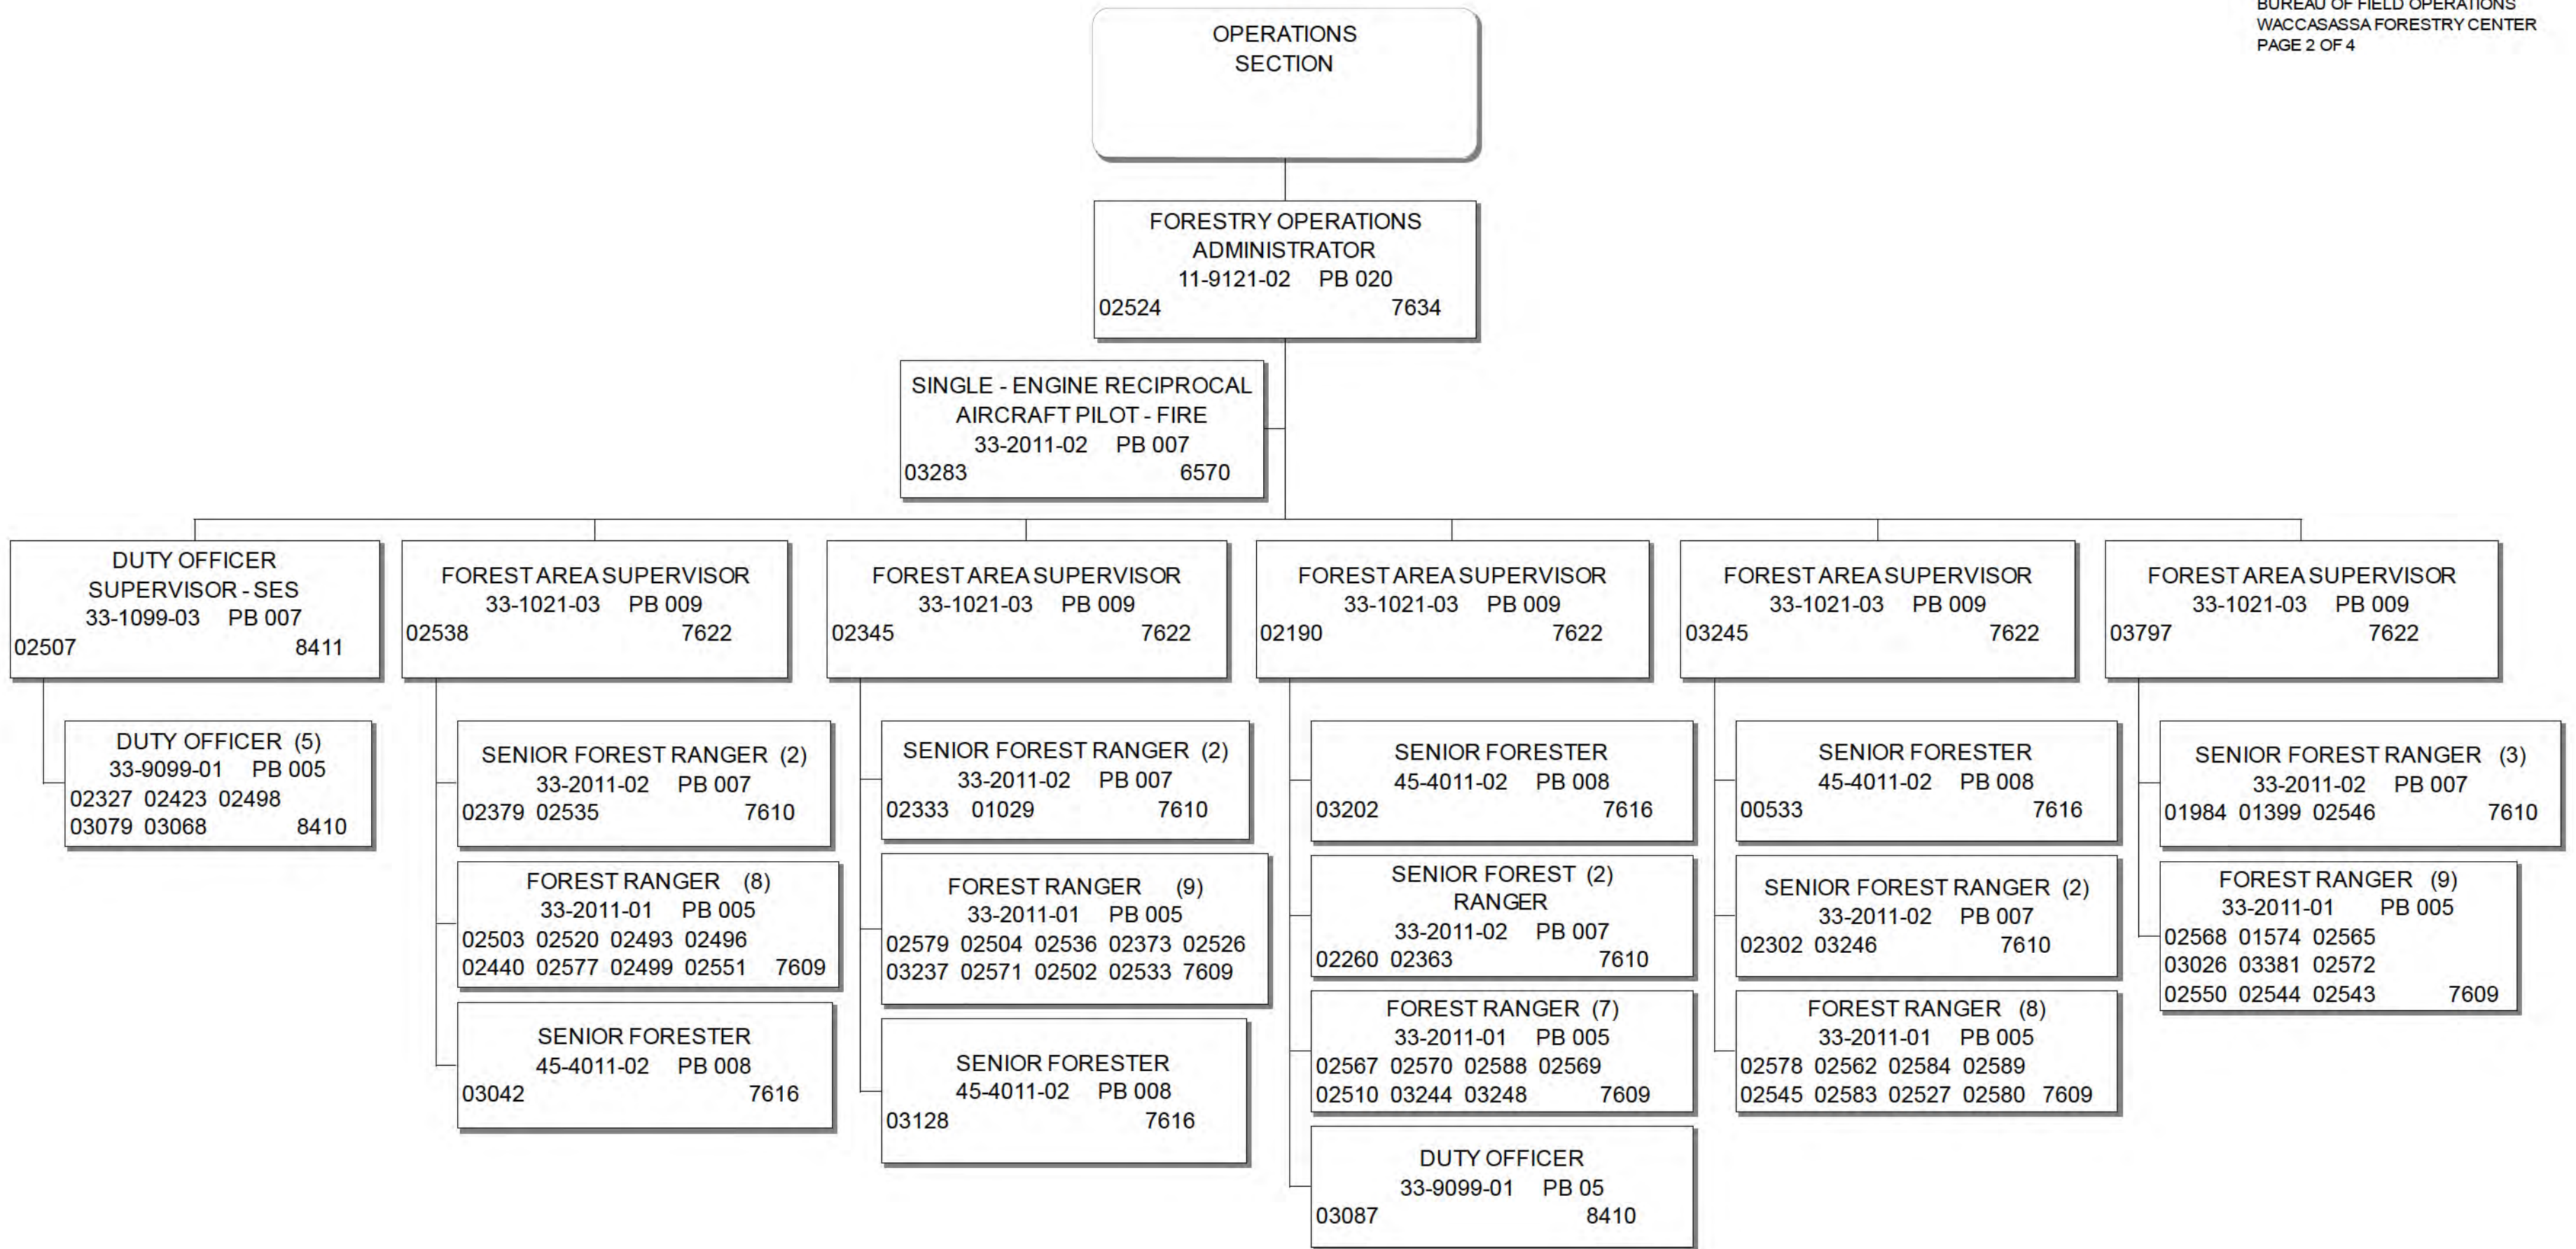 BUREAU OF FIELD OPERATIONS
WACCASASSA FORESTRY CENTER
PAGE 2 OF 4
OPERATIONS
SECTION
FORESTRY OPERATIONS
ADMINISTRATOR
11-9121-02 PB 020
02524 7634
SINGLE - ENGINE RECIPROCAL
AIRCRAFT PILOT - FIRE
33-2011-02 PB 007
03283 6570
DUTY OFFICER
SUPERVISOR - SES
33-1099-03 PB 007
02507 8411
DUTY OFFICER (5)
33-9099-01 PB 005
02327 02423 02498
03079 03068 8410
FOREST AREA SUPERVISOR
33-1021-03 PB 009
02538 7622
SENIOR FOREST RANGER (2)
33-2011-02 PB 007
02379 02535 7610
FOREST RANGER (8)
33-2011-01 PB 005
02503 02520 02493 02496
02440 02577 02499 02551 7609
SENIOR FORESTER
45-4011-02 PB 008
03042 7616
FOREST AREA SUPERVISOR
33-1021-03 PB 009
02345 7622
SENIOR FOREST RANGER (2)
33-2011-02 PB 007
02333 01029 7610
FOREST RANGER (9)
33-2011-01 PB 005
02579 02504 02536 02373 02526
03237 02571 02502 02533 7609
SENIOR FORESTER
45-4011-02 PB 008
03128 7616
FOREST AREA SUPERVISOR
33-1021-03 PB 009
02190 7622
SENIOR FORESTER
45-4011-02 PB 008
03202 7616
SENIOR FOREST (2)
RANGER
33-2011-02 PB 007
02260 02363 7610
FOREST RANGER (7)
33-2011-01 PB 005
02567 02570 02588 02569
02510 03244 03248 7609
DUTY OFFICER
33-9099-01 PB 05
03087 8410
FOREST AREA SUPERVISOR
33-1021-03 PB 009
03245 7622
SENIOR FORESTER
45-4011-02 PB 008
00533 7616
SENIOR FOREST RANGER (2)
33-2011-02 PB 007
02302 03246 7610
FOREST RANGER (8)
33-2011-01 PB 005
02578 02562 02584 02589
02545 02583 02527 02580 7609
FOREST AREA SUPERVISOR
33-1021-03 PB 009
03797 7622
SENIOR FOREST RANGER (3)
33-2011-02 PB 007
01984 01399 02546 7610
FOREST RANGER (9)
33-2011-01 PB 005
02568 01574 02565
03026 03381 02572
02550 02544 02543 7609